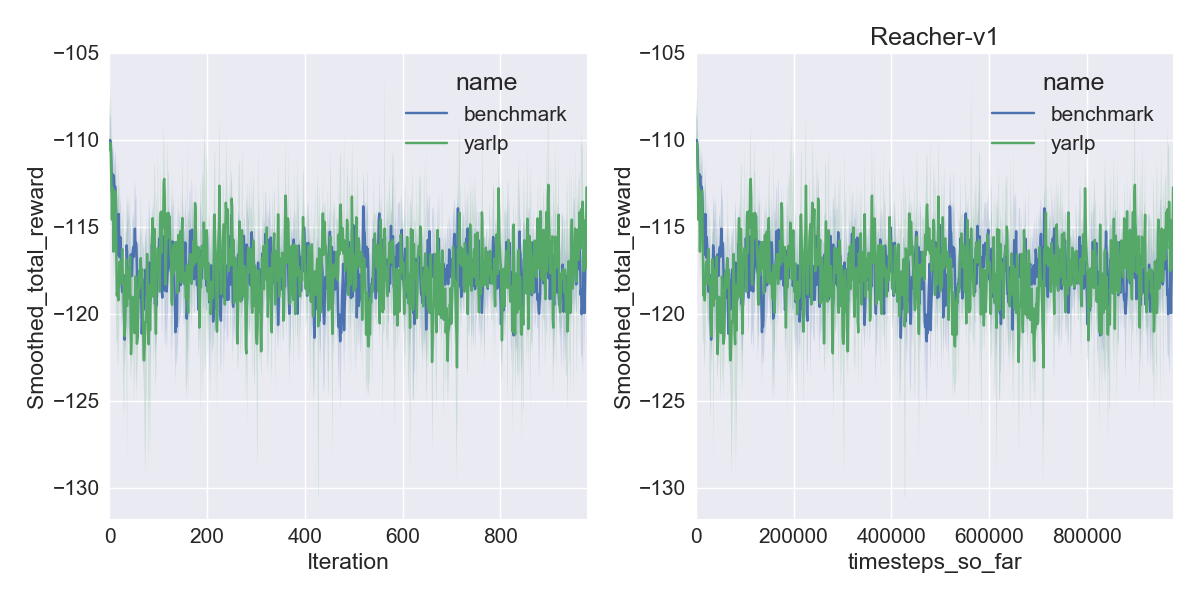 −105
−110
−115
−120
−125
−130
Smoothed_total_reward
0
200
400
600
800
Iteration
name
benchmark
yarlp
Reacher-v1
−105
−110
−115
−120
−125
−130
Smoothed_total_reward
0
200000
400000
600000
800000
timesteps_so_far
name
benchmark
yarlp